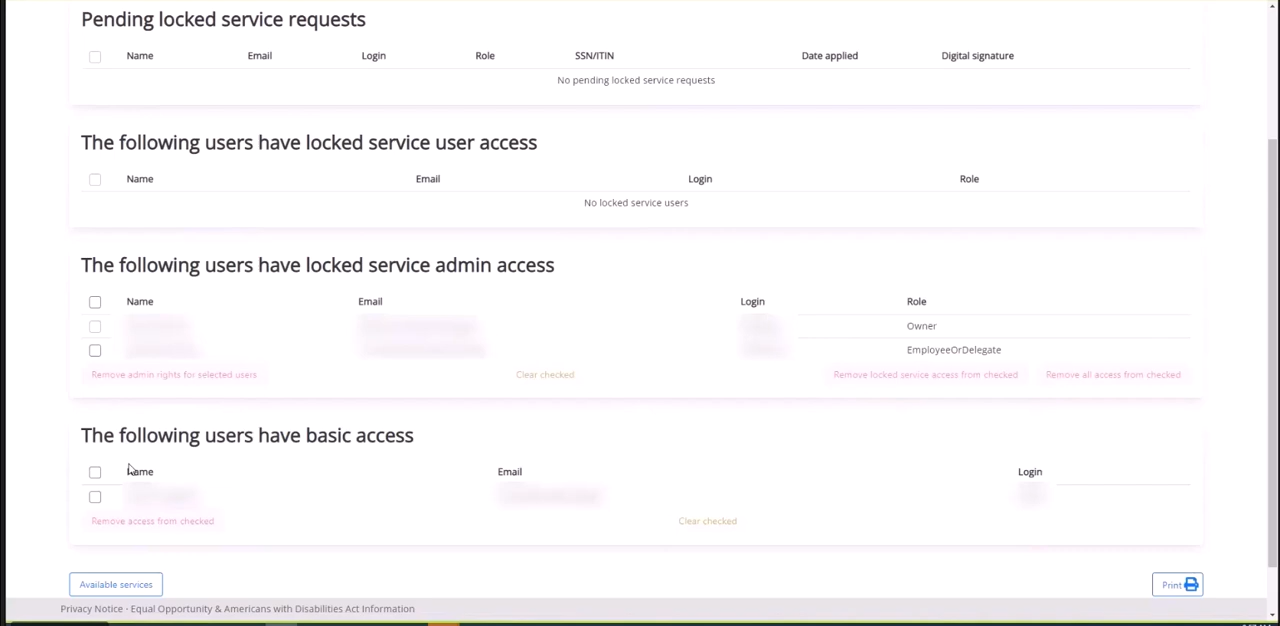 Pending locked service requests
Name Email Login Role SSN/ITIN Date applied Digital signature
No pending locked service requests
The following users have locked service user access
Name Email Login Role
No locked service users
The following users have locked service admin access
Name Email Login Role
Owner
EmployeeOrDelegate
Remove admin rights for selected users Clear checked Remove locked service access from checked Remove all access from checked
The following users have basic access
Name Email Login
Remove access from checked Clear checked
Available services Print
Privacy Notice · Equal Opportunity & Americans with Disabilities Act Information